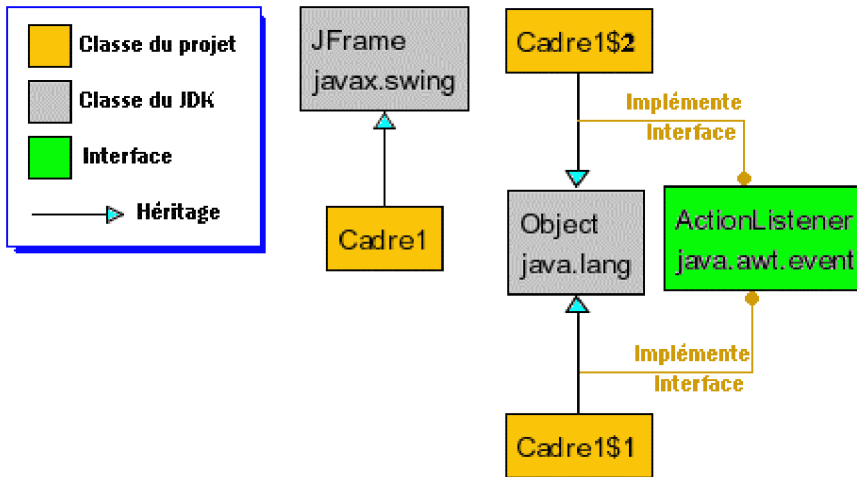 Classe du projet
Classe du JDK
Interface
Héritage
JFrame
javax.swing
Cadre1
Cadre1$2
Implémente
Interface
Object
java.lang
ActionListener
java.awt.event
Implémente
Interface
Cadre1$1